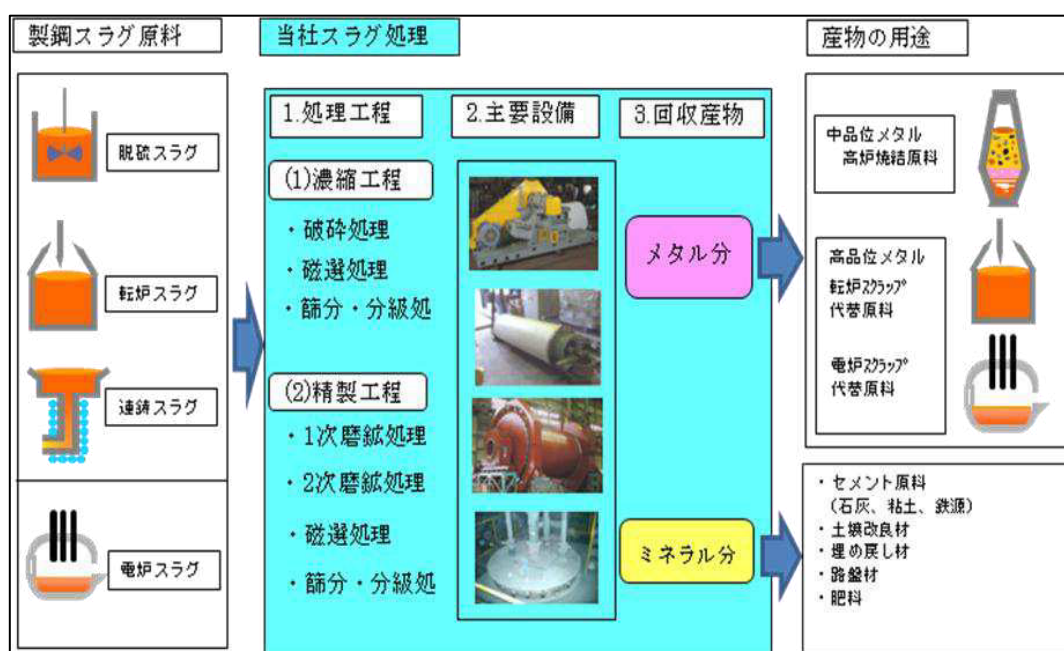 製鋼スラグ原料
脱硫スラグ
転炉スラグ
連鋳スラグ
電炉スラグ
当社スラグ処理
1.処理工程
(1)濃縮工程
・破砕処理
・磁選処理
・篩分・分級処
(2)精製工程
・1次磨鉱処理
・2次磨鉱処理
・磁選処理
・篩分・分級処
2.主要設備
3.回収産物
メタル分
ミネラル分
産物の用途
中品位メタル
高炉焼結原料
高品位メタル
転炉スクラップ
代替原料
電炉スクラップ
代替原料
・セメント原料
(石灰、粘土、鉄源)
・土壌改良材
・埋め戻し材
・路盤材
・肥料